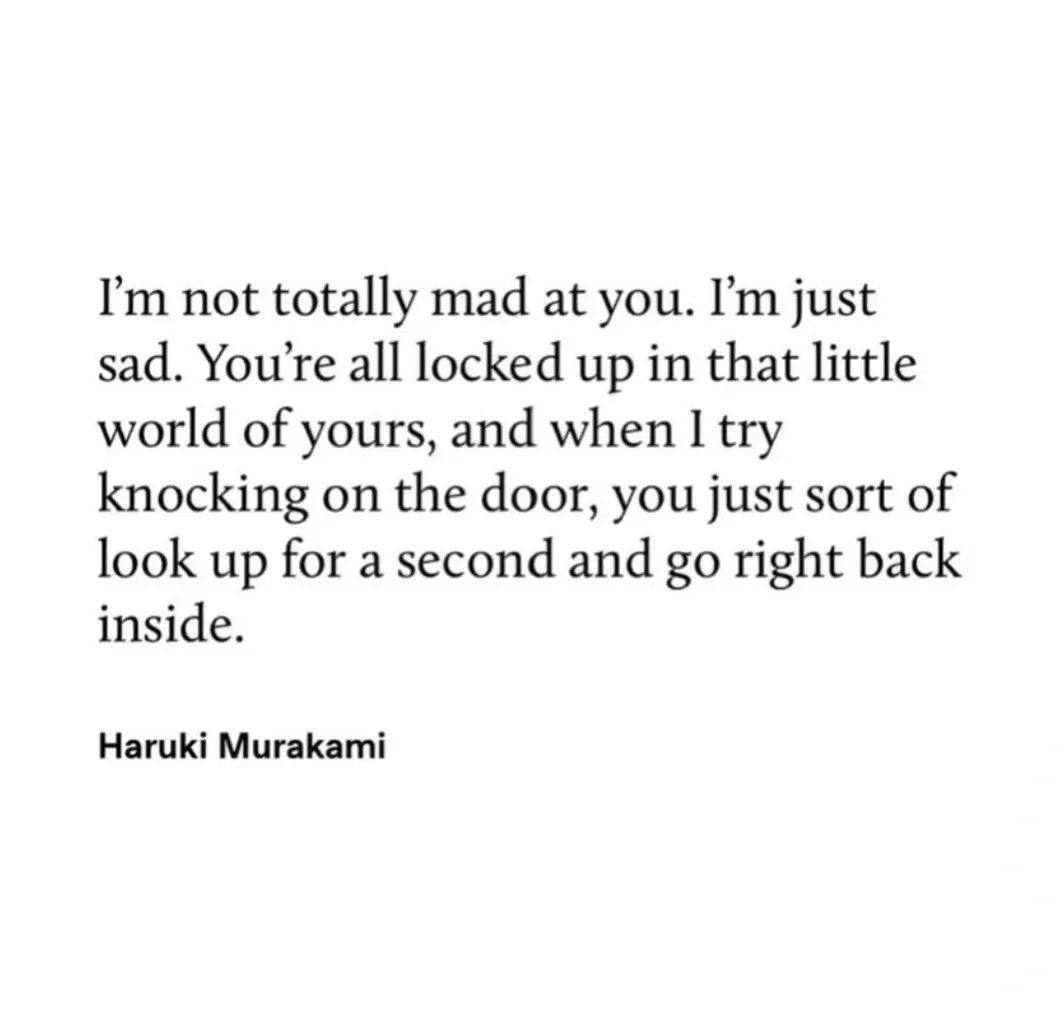 I’m not totally mad at you. I’m just
sad. You’re all locked up in that little
world of yours, and when I try
knocking on the door, you just sort of
look up for a second and go right back
inside.
Haruki Murakami